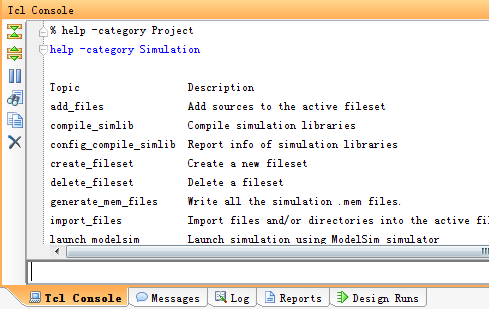 Tcl Console
% help -category Project
help -category Simulation
Topic Description
add_files Add sources to the active fileset
compile_simlib Compile simulation libraries
config_compile_simlib Report info of simulation libraries
create_fileset Create a new fileset
delete_fileset Delete a fileset
generate_mem_files Write all the simulation .mem files.
import_files Import files and/or directories into the active fil
launch_modelsim Launch simulation using ModelSim simulator
Tcl Console Messages Log Reports Design Runs